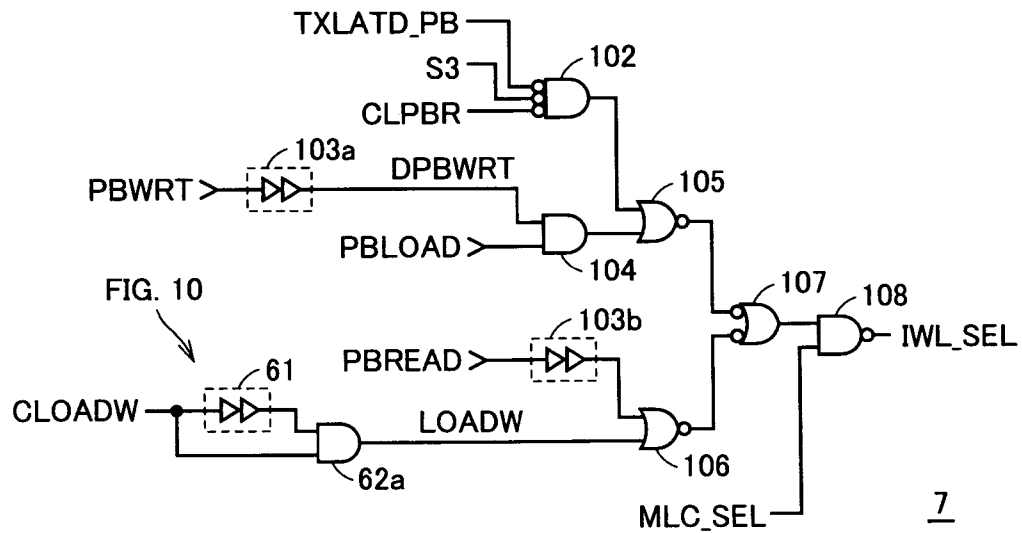 TXLATD_PB
S3
102
CLPBR
103a
PBWRT
DPBWRT
105
PBLOAD
104
FIG. 10
107
108
103b
IWL_SEL
PBREAD
61
CLOADW
LOADW
62a
106
MLC_SEL
7